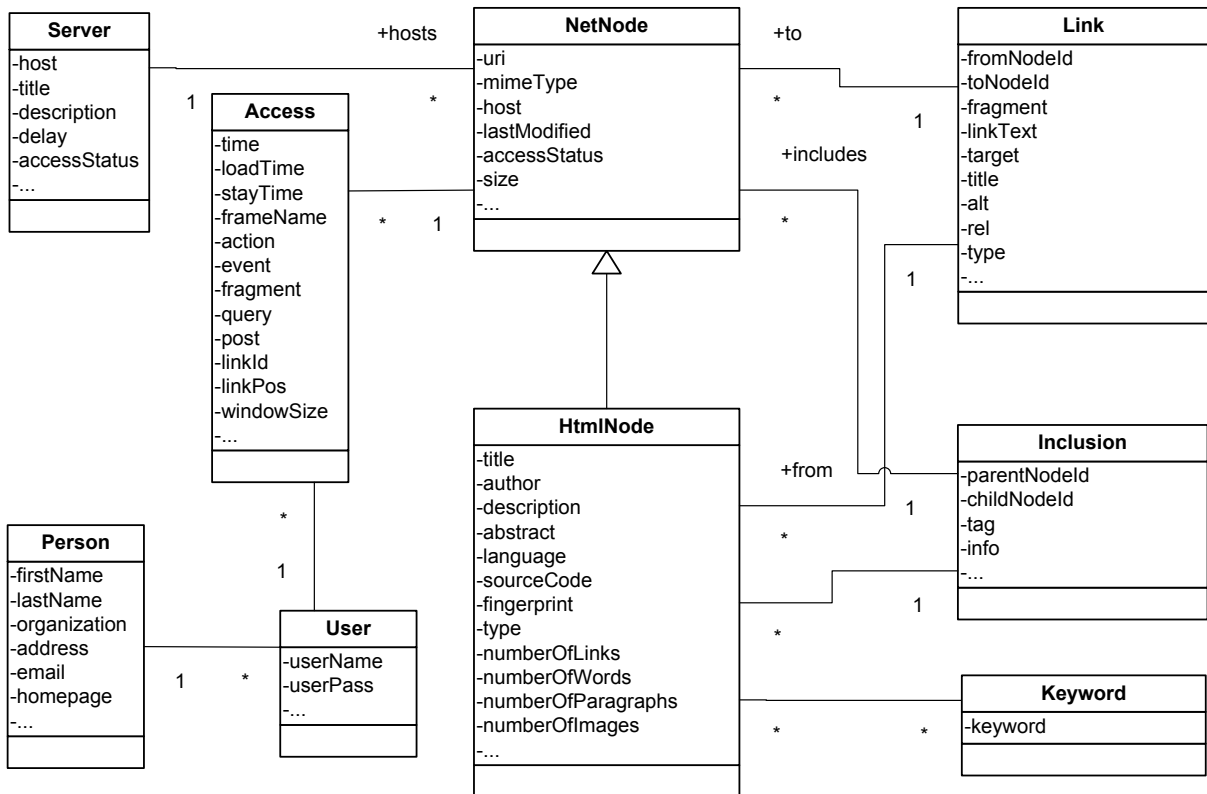 Server
-host
-title
-description
-delay
-accessStatus
-...
+hosts
1
*
NetNode
-uri
-mimeType
-host
-lastModified
-accessStatus
-size
-...
+to
*
1
Link
-fromNodeId
-toNodeId
-fragment
-linkText
-target
-title
-alt
-rel
-type
-...
Access
-time
-loadTime
-stayTime
-frameName
-action
-event
-fragment
-query
-post
-linkId
-linkPos
-windowSize
-...
*
1
+includes
*
1
HtmlNode
-title
-author
-description
-abstract
-language
-sourceCode
-fingerprint
-type
-numberOfLinks
-numberOfWords
-numberOfParagraphs
-numberOfImages
-...
+from
*
1
Inclusion
-parentNodeId
-childNodeId
-tag
-info
-...
*
1
*
1
Person
-firstName
-lastName
-organization
-address
-email
-homepage
-...
1
*
User
-userName
-userPass
-...
*
*
Keyword
-keyword